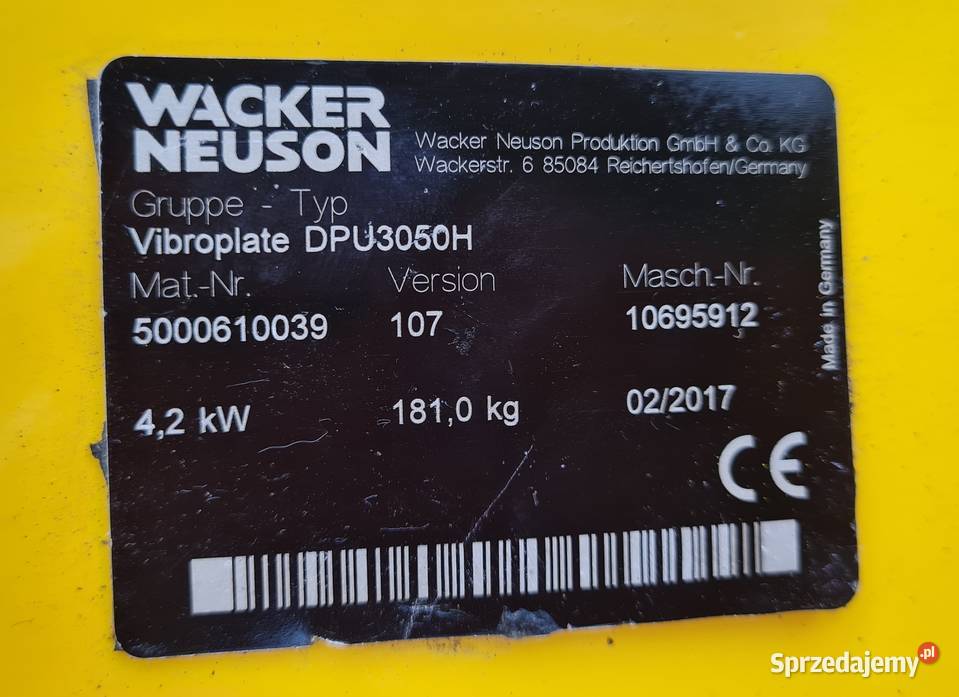 WACKER
NEUSON
Wacker Neuson Produktion GmbH & Co. KG
Wackerstr. 6 85084 Reichertshofen/Germany
Gruppe - Typ
Vibroplate DPU3050H
Mat.-Nr. Version Masch.-Nr.
5000610039 107 10695912
4,2 kW 181,0 kg 02/2017
Made in Germany
CE
Sprzedajemy.pl